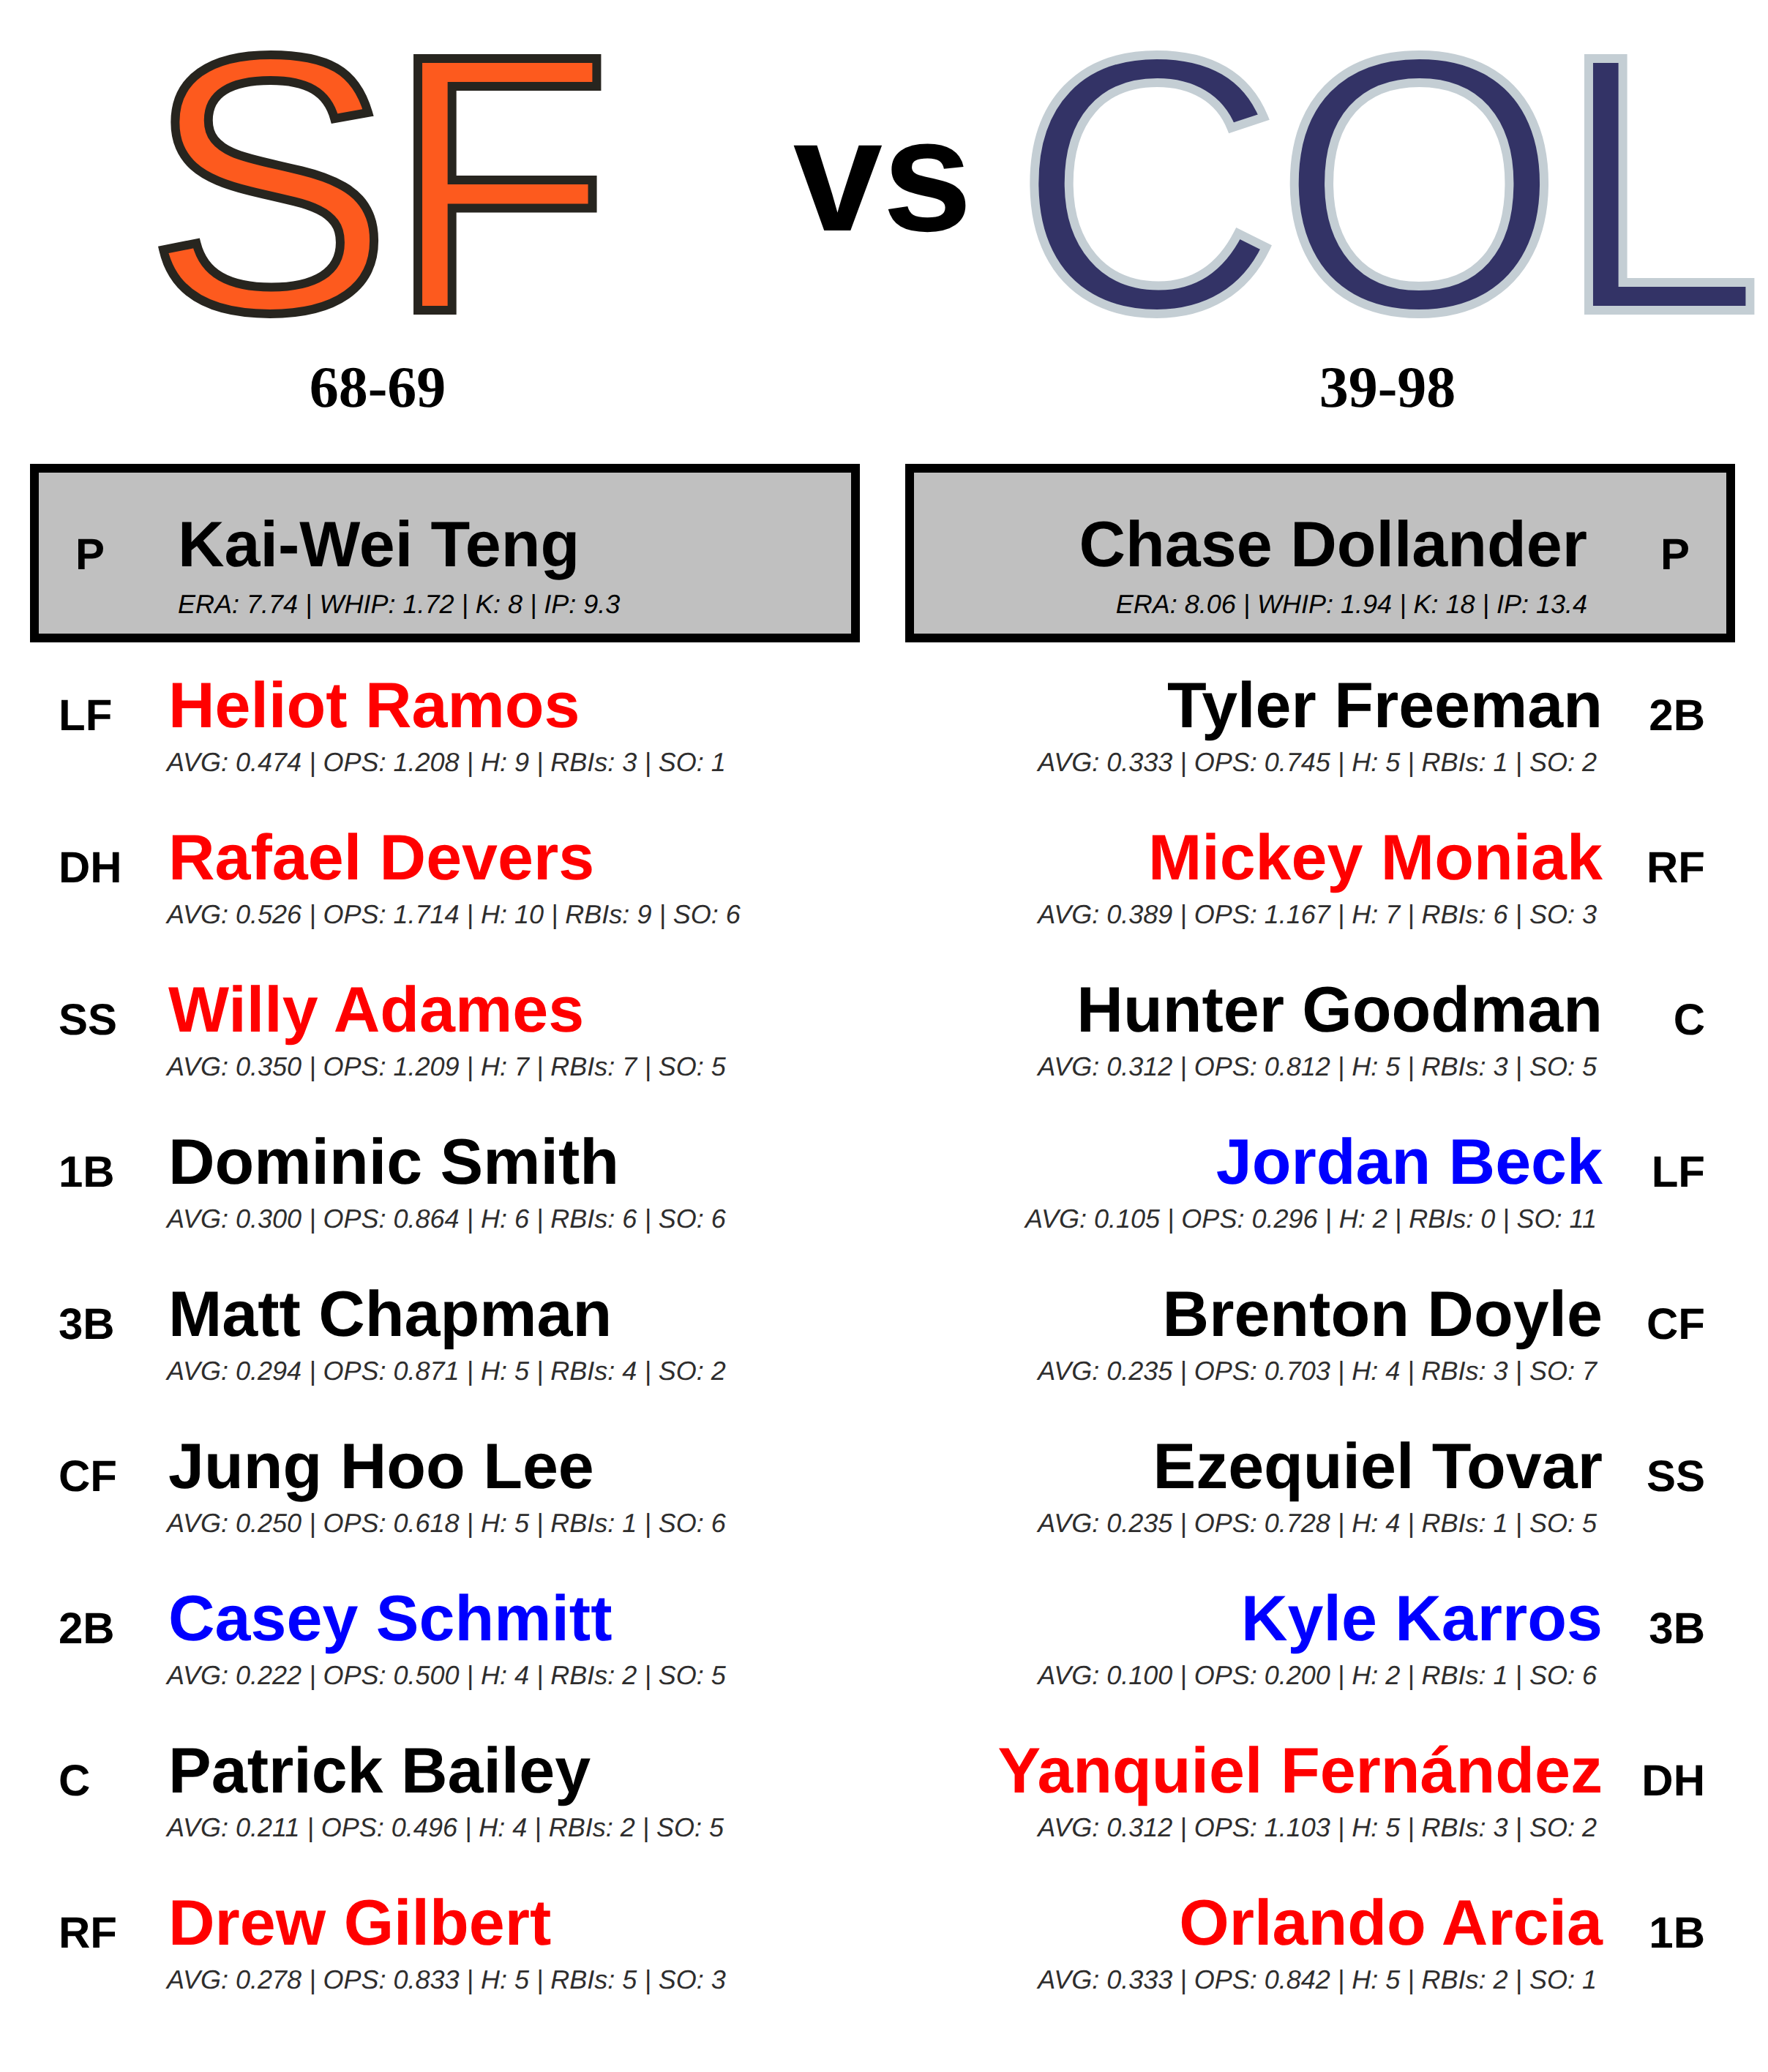 SF vs COL
68-69 39-98
P Kai-Wei Teng Chase Dollander P
ERA: 7.74 | WHIP: 1.72 | K: 8 | IP: 9.3 ERA: 8.06 | WHIP: 1.94 | K: 18 | IP: 13.4
LF Heliot Ramos Tyler Freeman 2B
AVG: 0.474 | OPS: 1.208 | H: 9 | RBIs: 3 | SO: 1 AVG: 0.333 | OPS: 0.745 | H: 5 | RBIs: 1 | SO: 2
DH Rafael Devers Mickey Moniak RF
AVG: 0.526 | OPS: 1.714 | H: 10 | RBIs: 9 | SO: 6 AVG: 0.389 | OPS: 1.167 | H: 7 | RBIs: 6 | SO: 3
SS Willy Adames Hunter Goodman C
AVG: 0.350 | OPS: 1.209 | H: 7 | RBIs: 7 | SO: 5 AVG: 0.312 | OPS: 0.812 | H: 5 | RBIs: 3 | SO: 5
1B Dominic Smith Jordan Beck LF
AVG: 0.300 | OPS: 0.864 | H: 6 | RBIs: 6 | SO: 6 AVG: 0.105 | OPS: 0.296 | H: 2 | RBIs: 0 | SO: 11
3B Matt Chapman Brenton Doyle CF
AVG: 0.294 | OPS: 0.871 | H: 5 | RBIs: 4 | SO: 2 AVG: 0.235 | OPS: 0.703 | H: 4 | RBIs: 3 | SO: 7
CF Jung Hoo Lee Ezequiel Tovar SS
AVG: 0.250 | OPS: 0.618 | H: 5 | RBIs: 1 | SO: 6 AVG: 0.235 | OPS: 0.728 | H: 4 | RBIs: 1 | SO: 5
2B Casey Schmitt Kyle Karros 3B
AVG: 0.222 | OPS: 0.500 | H: 4 | RBIs: 2 | SO: 5 AVG: 0.100 | OPS: 0.200 | H: 2 | RBIs: 1 | SO: 6
C Patrick Bailey Yanquiel Fernández DH
AVG: 0.211 | OPS: 0.496 | H: 4 | RBIs: 2 | SO: 5 AVG: 0.312 | OPS: 1.103 | H: 5 | RBIs: 3 | SO: 2
RF Drew Gilbert Orlando Arcia 1B
AVG: 0.278 | OPS: 0.833 | H: 5 | RBIs: 5 | SO: 3 AVG: 0.333 | OPS: 0.842 | H: 5 | RBIs: 2 | SO: 1